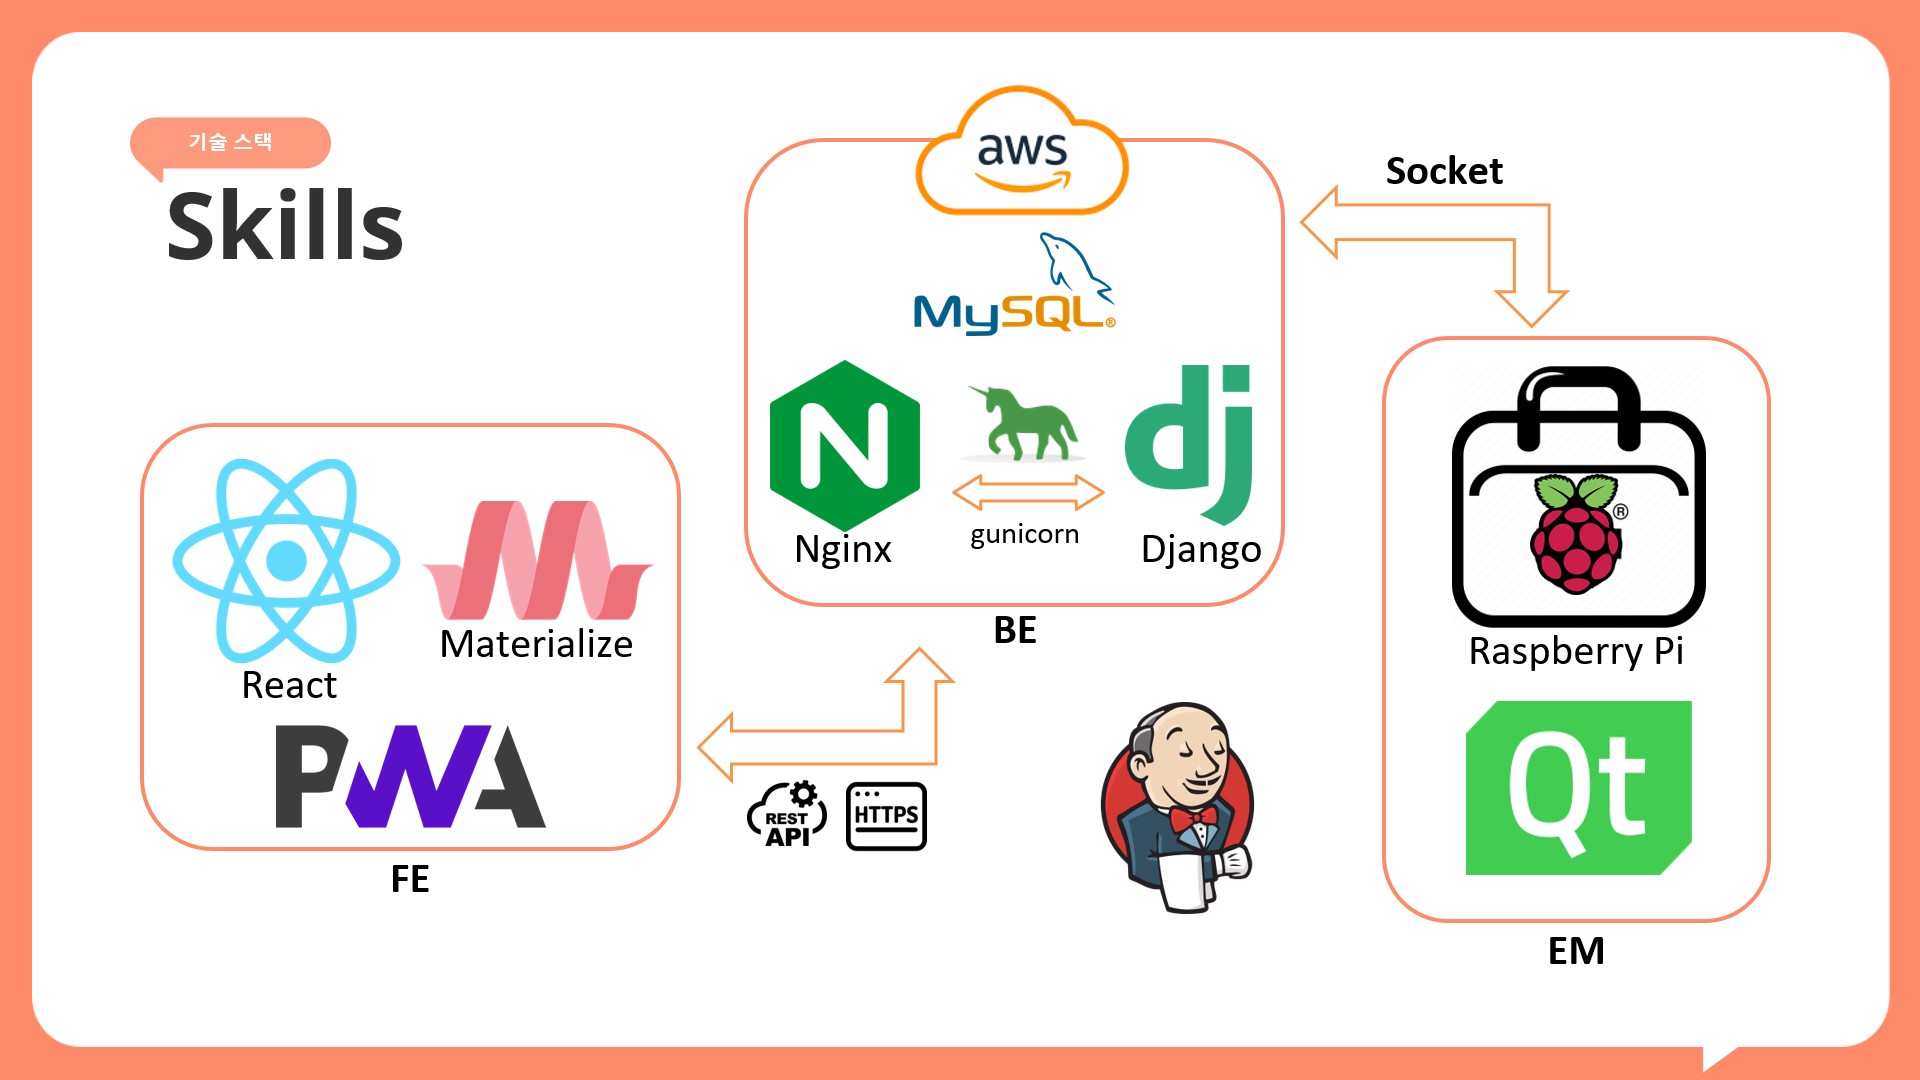 기술 스택
Skills
aws
MySQL®
N
dj
Nginx
gunicorn
Django
BE
Socket
®
Raspberry Pi
Qt
EM
React
Materialize
PWA
FE
REST
API
HTTPS